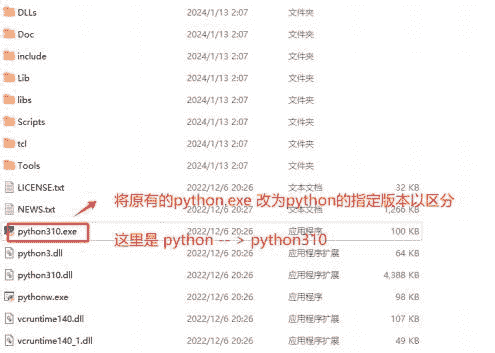 DLLs 2024/1/13 2:07 文件夹
Doc 2024/1/13 2:07 文件夹
include 2024/1/13 2:07 文件夹
Lib 2024/1/13 2:07 文件夹
libs 2024/1/13 2:07 文件夹
Scripts 2024/1/13 2:07 文件夹
tcl 2024/1/13 2:07 文件夹
Tools 2024/1/13 2:07 文件夹
LICENSE.txt 2022/12/6 20:26 文本文档 32 KB
将原有的python.exe 改为python的指定版本以区分
NEWS.txt 2022/12/6 20:27 文本文档 1,266 KB
python310.exe 2022/12/6 20:26 应用程序 100 KB
这里是 python -- > python310
python3.dll 2022/12/6 20:26 应用程序扩展 64 KB
python310.dll 2022/12/6 20:26 应用程序扩展 4,388 KB
pythonw.exe 2022/12/6 20:26 应用程序 98 KB
vcruntime140.dll 2022/12/6 20:26 应用程序扩展 107 KB
vcruntime140_1.dll 2022/12/6 20:26 应用程序扩展 49 KB